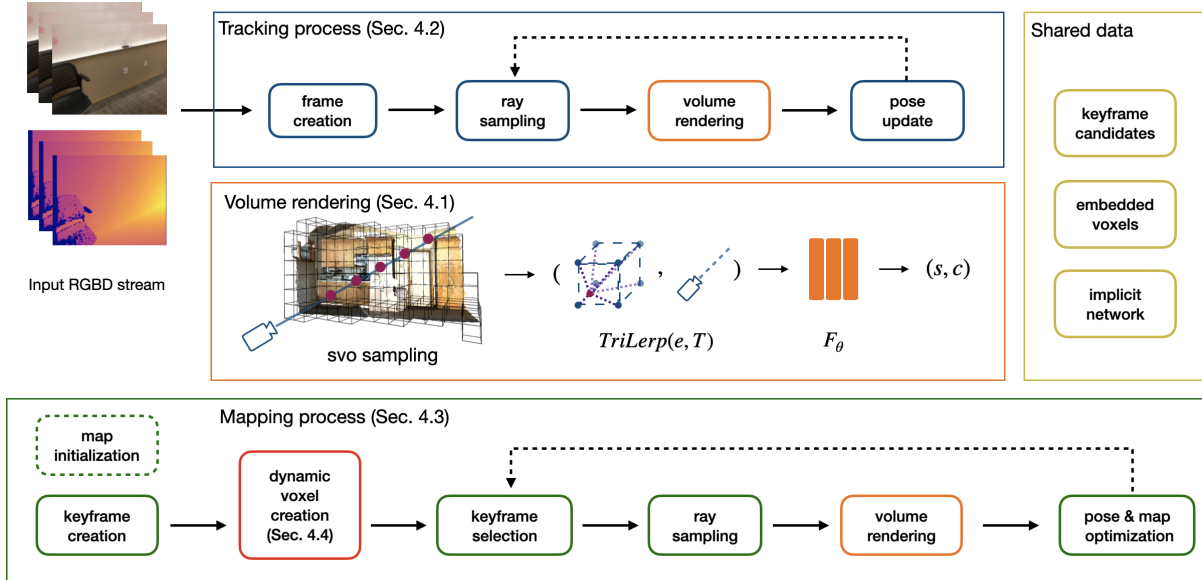 Tracking process (Sec. 4.2)
frame
creation
ray
sampling
volume
rendering
pose
update
Shared data
keyframe
candidates
embedded
voxels
implicit
network
Input RGBD stream
Volume rendering (Sec. 4.1)
svo sampling
( , )
TriLerp(e, T)
F_θ
(s, c)
Mapping process (Sec. 4.3)
map
initialization
keyframe
creation
dynamic
voxel
creation
(Sec. 4.4)
keyframe
selection
ray
sampling
volume
rendering
pose & map
optimization